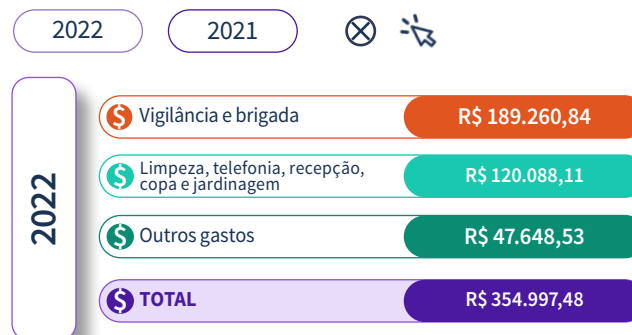 2022
2021
2022
Vigilância e brigada
R$ 189.260,84
Limpeza, telefonia, recepção,
copa e jardinagem
R$ 120.088,11
Outros gastos
R$ 47.648,53
TOTAL
R$ 354.997,48